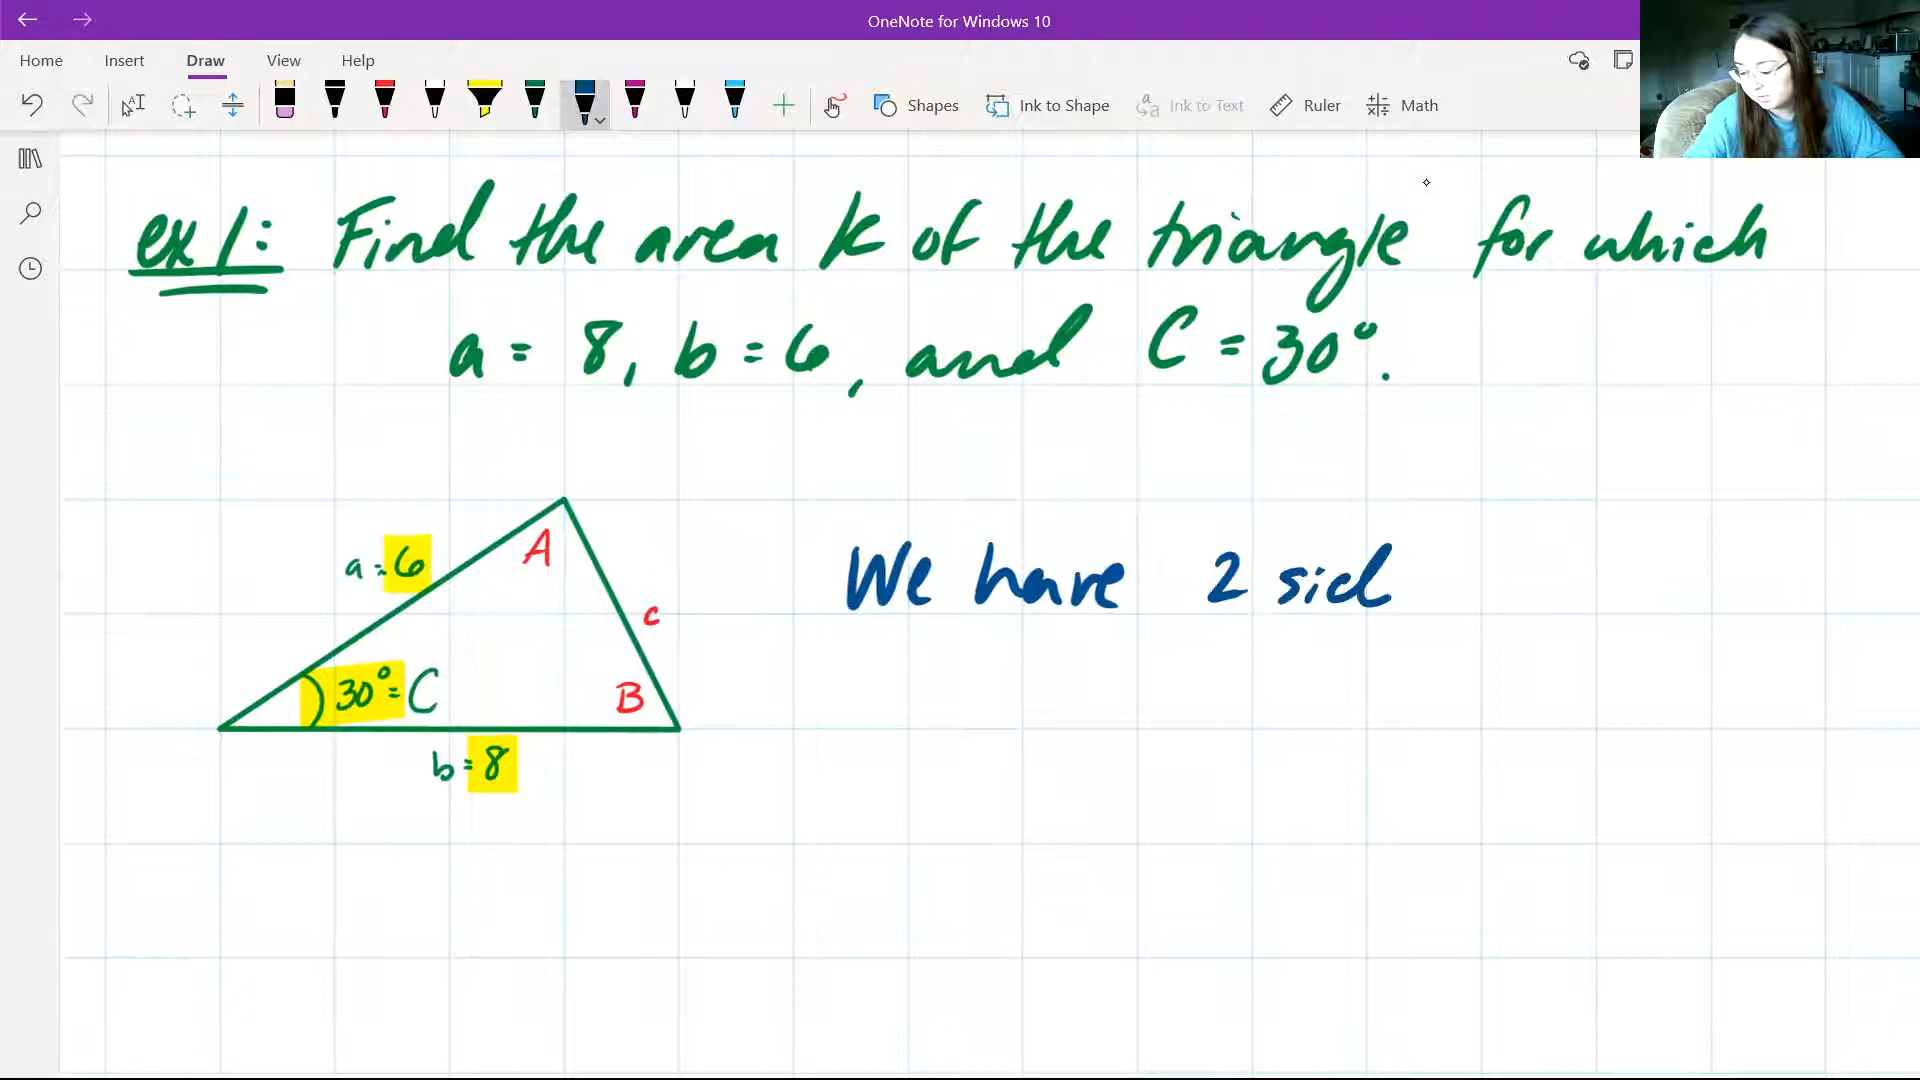 OneNote for Windows 10
Home Insert Draw View Help
Shapes Ink to Shape Ink to Text Ruler Math
ex 1: Find the area K of the triangle for which
a = 8, b = 6, and C = 30°.
A
a = 6
We have 2 sid
c
30° = C
B
b = 8